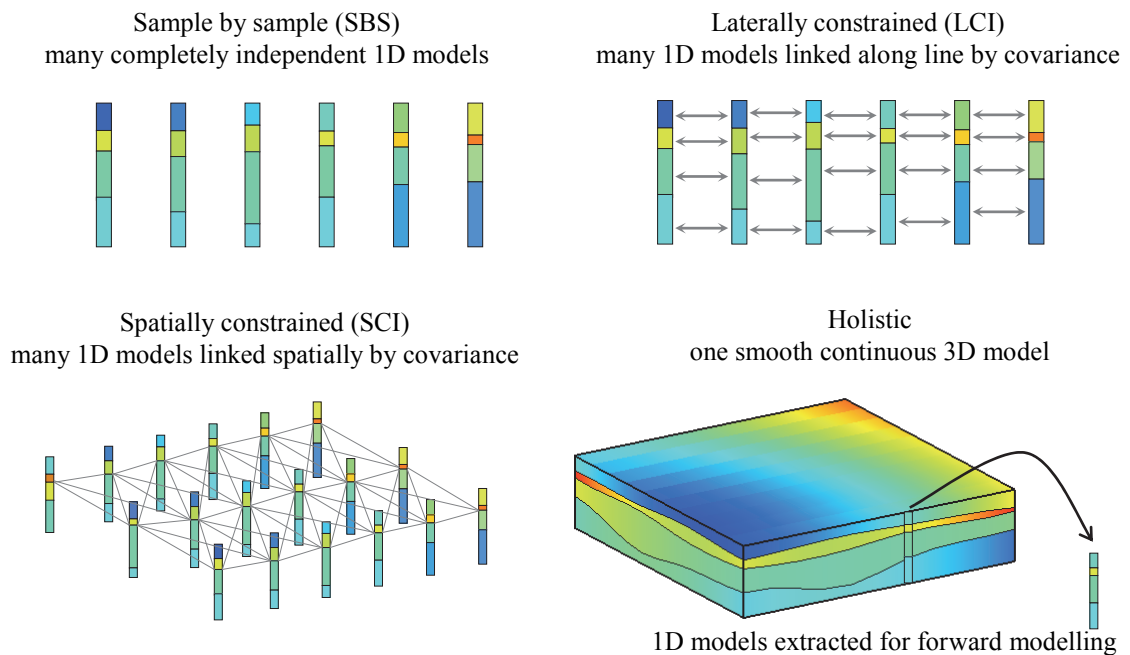 Sample by sample (SBS)
many completely independent 1D models
Laterally constrained (LCI)
many 1D models linked along line by covariance
Spatially constrained (SCI)
many 1D models linked spatially by covariance
Holistic
one smooth continuous 3D model
1D models extracted for forward modelling